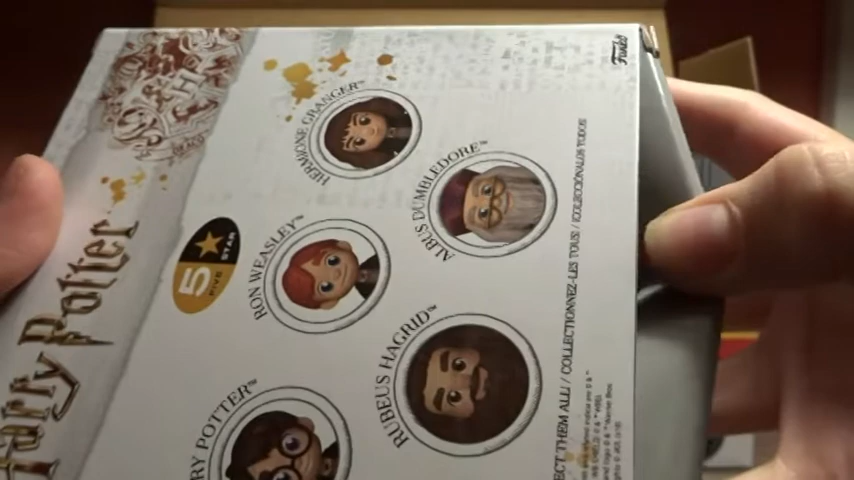 Funko
HERMIONE GRANGER™
ALBUS DUMBLEDORE™
RON WEASLEY™
RUBEUS HAGRID™
RY POTTER™
5
FIVE STAR
Harry Potter
ECT THEM ALL! / COLLECTIONNEZ-LES TOUS! / ¡COLECCIÓNALOS TODOS!